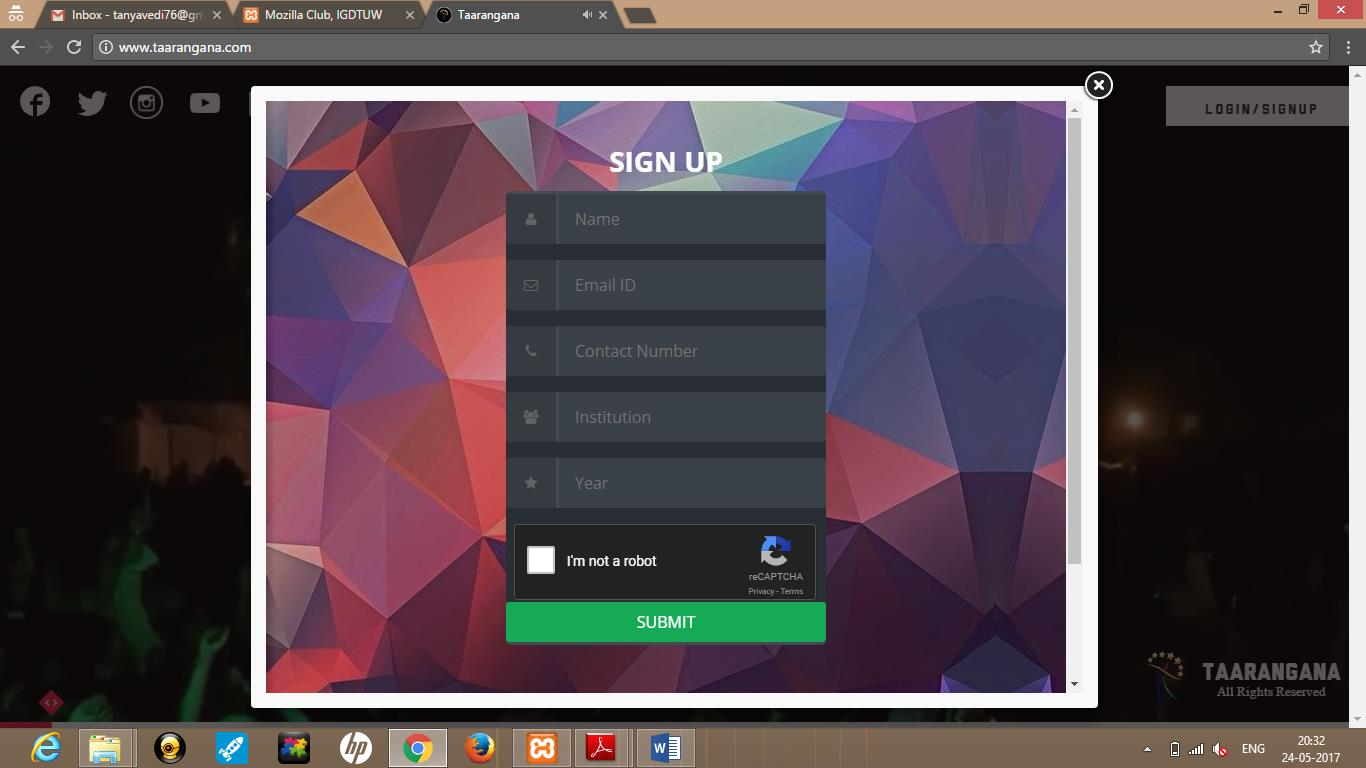 Inbox - tanyavedi76@gm
Mozilla Club, IGDTUW
Taarangana
www.taarangana.com
LOGIN/SIGNUP
SIGN UP
Name
Email ID
Contact Number
Institution
Year
I'm not a robot
reCAPTCHA
Privacy - Terms
SUBMIT
TAARANGANA
All Rights Reserved
hp
W
ENG
20:32
24-05-2017